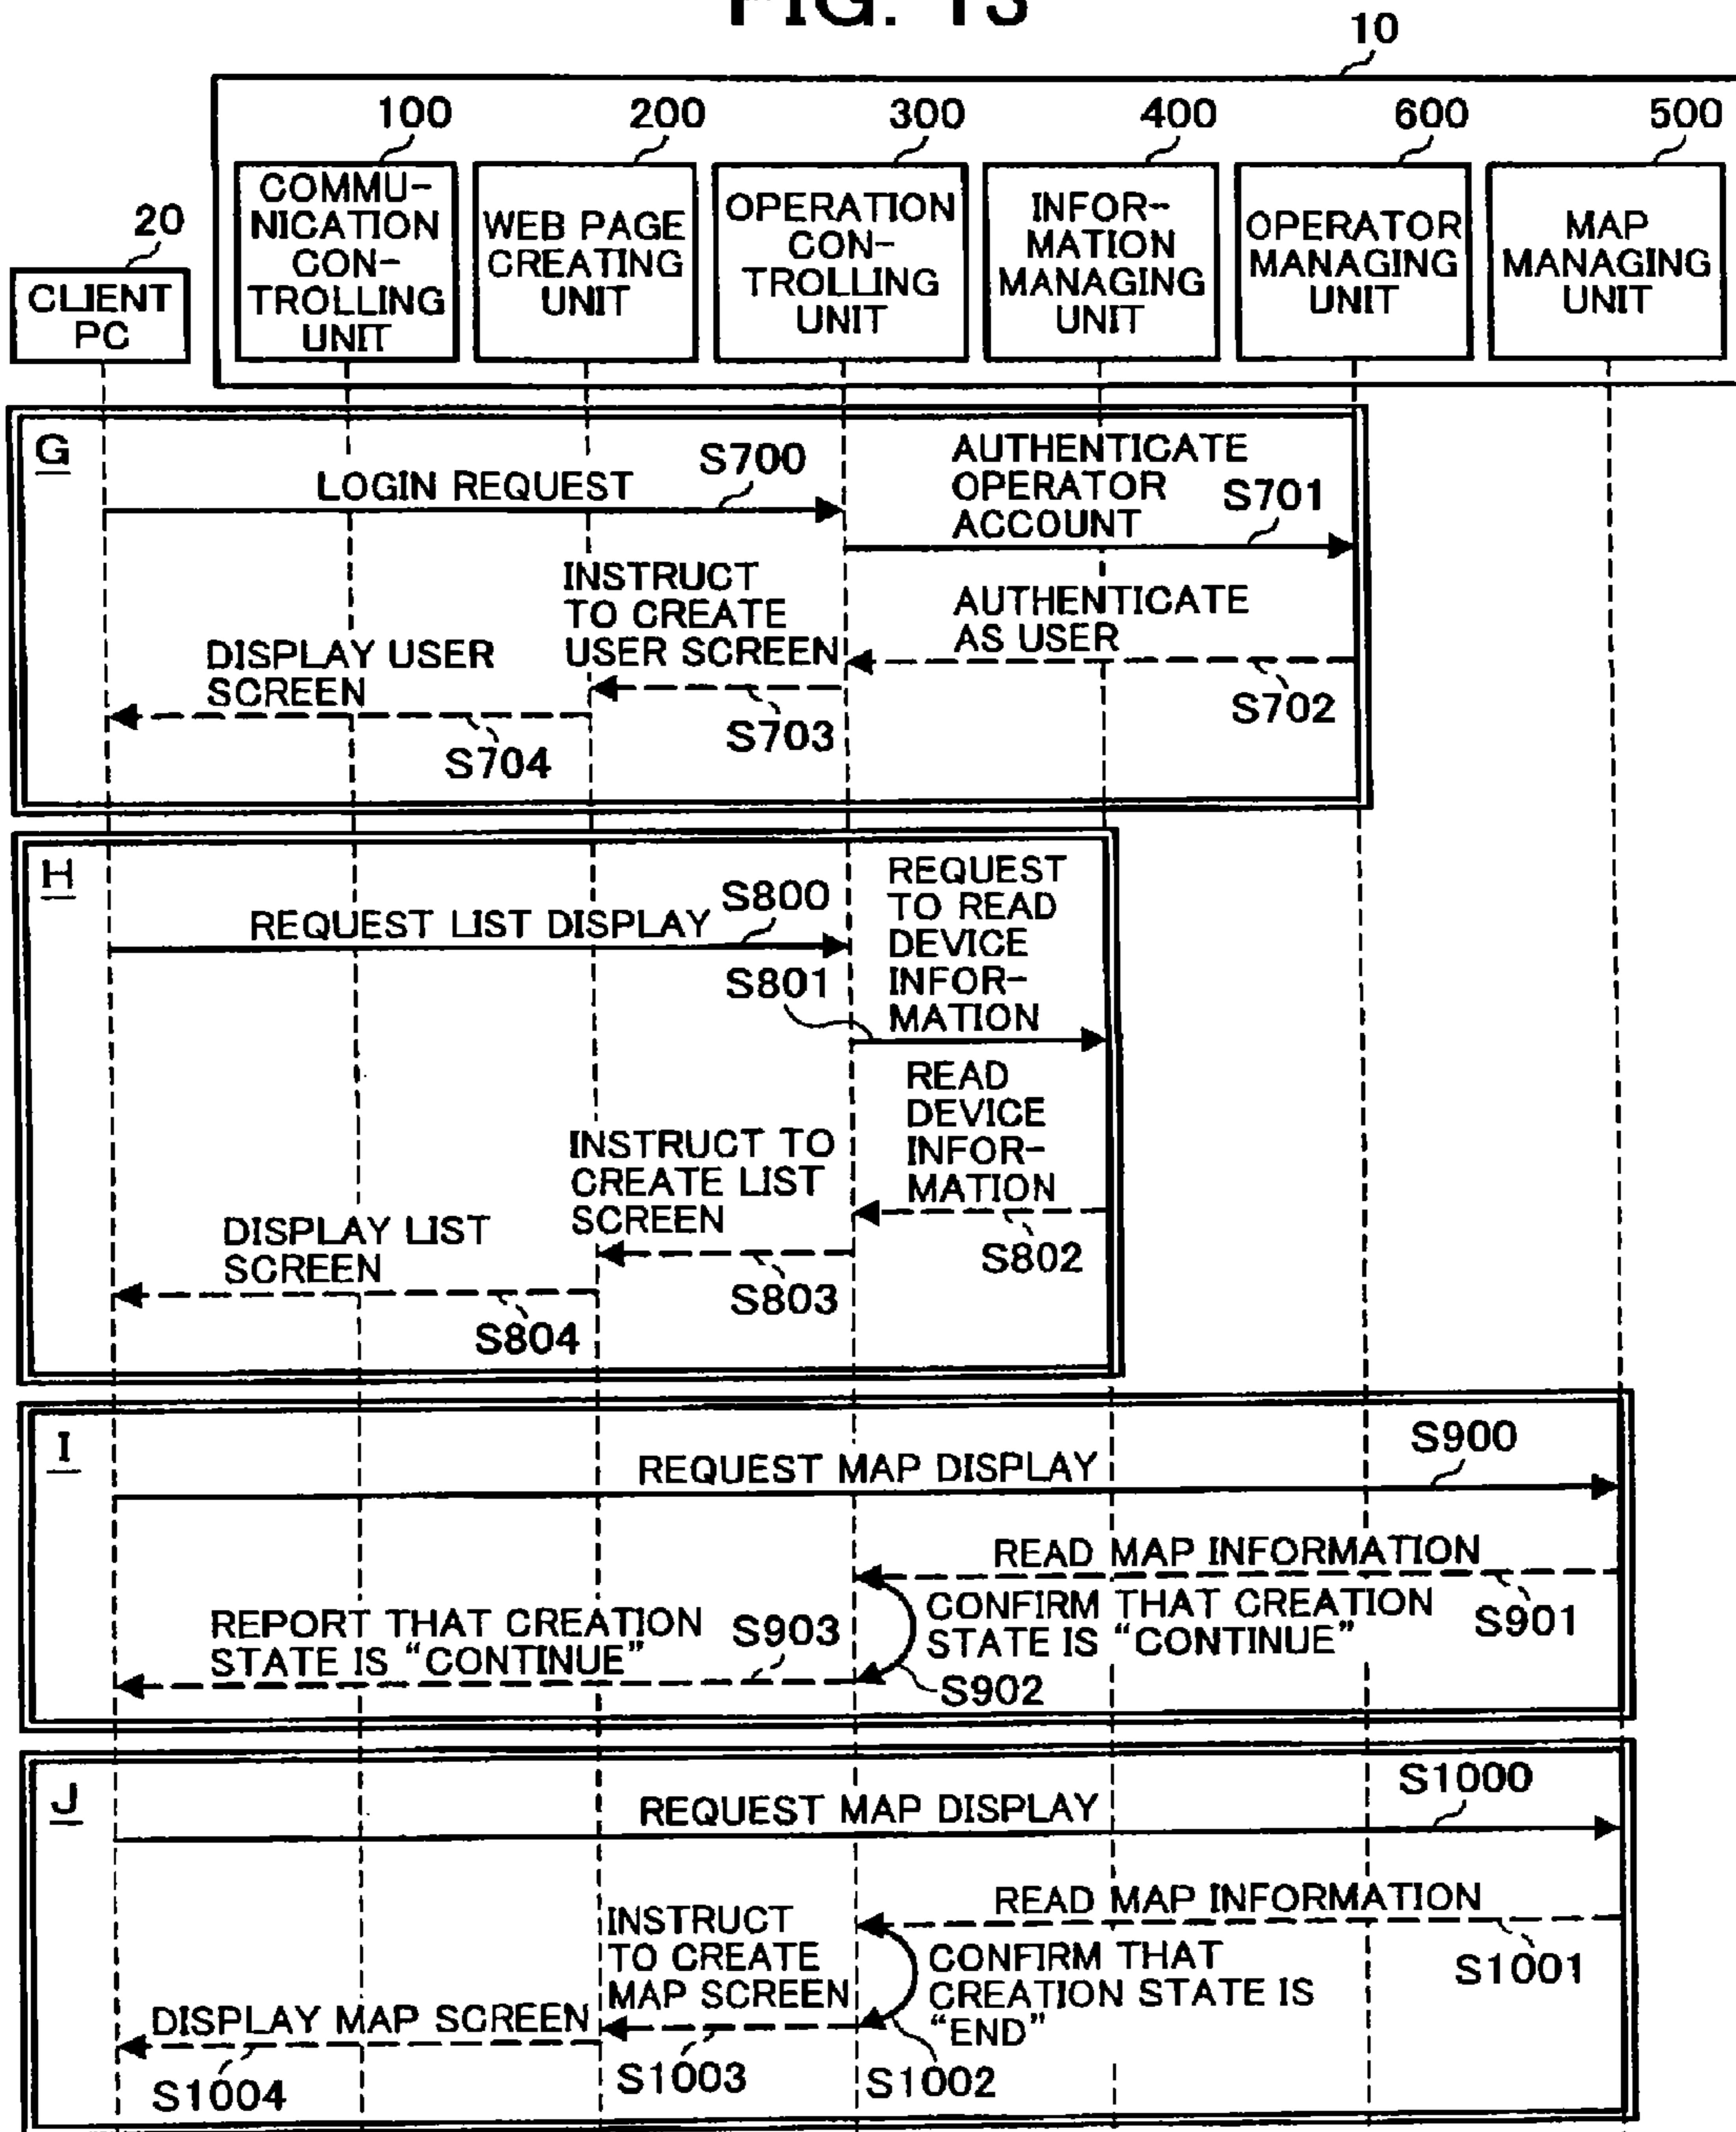 FIG. 13
10
100
200
300
400
600
500
20
CLIENT
PC
COMMU-
NICATION
CON-
TROLLING
UNIT
WEB PAGE
CREATING
UNIT
OPERATION
CON-
TROLLING
UNIT
INFOR-
MATION
MANAGING
UNIT
OPERATOR
MANAGING
UNIT
MAP
MANAGING
UNIT
G
LOGIN REQUEST
S700
AUTHENTICATE
OPERATOR
ACCOUNT
S701
INSTRUCT
TO CREATE
USER SCREEN
AUTHENTICATE
AS USER
DISPLAY USER
SCREEN
S702
S703
S704
H
REQUEST LIST DISPLAY
S800
REQUEST
TO READ
DEVICE
INFOR-
MATION
S801
READ
DEVICE
INFOR-
MATION
INSTRUCT TO
CREATE LIST
SCREEN
DISPLAY LIST
SCREEN
S802
S803
S804
I
REQUEST MAP DISPLAY
S900
READ MAP INFORMATION
S901
CONFIRM THAT CREATION
STATE IS “CONTINUE”
REPORT THAT CREATION
STATE IS “CONTINUE”
S903
S902
J
REQUEST MAP DISPLAY
S1000
READ MAP INFORMATION
S1001
INSTRUCT
TO CREATE
MAP SCREEN
CONFIRM THAT
CREATION STATE IS
“END”
DISPLAY MAP SCREEN
S1004
S1003
S1002